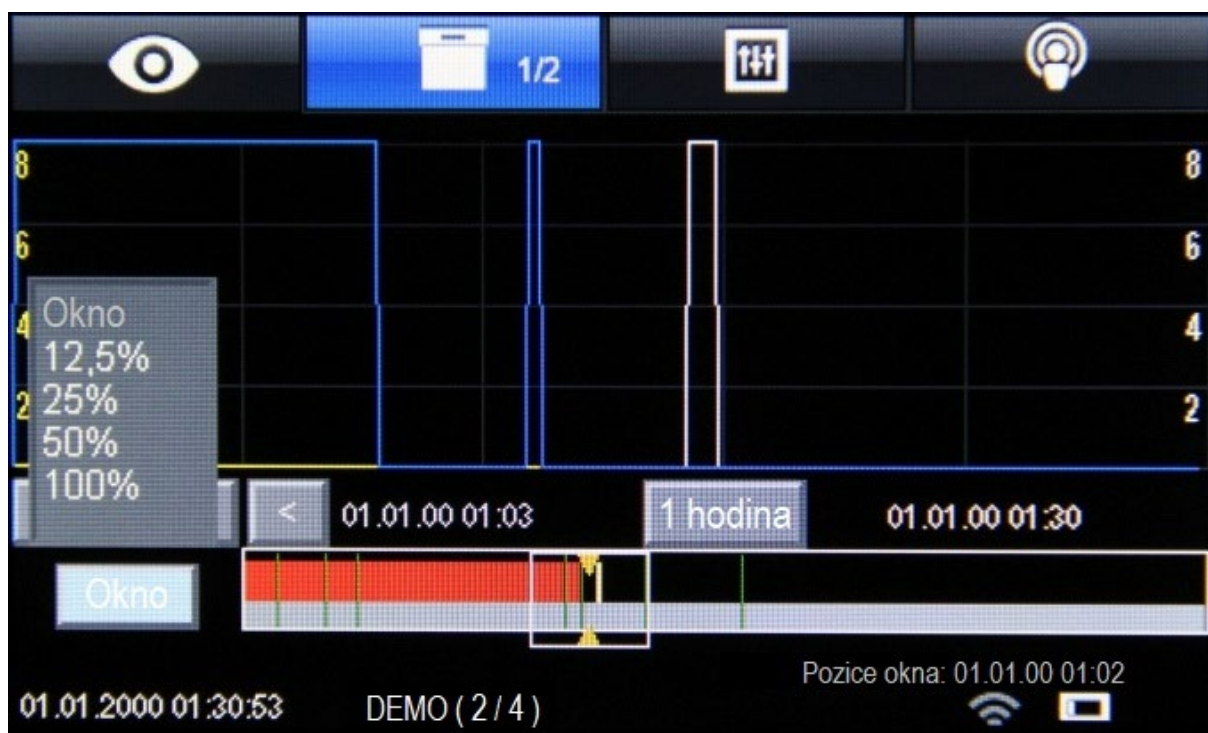 1/2
8 8
6 6
Okno
4 4
12,5%
2 25% 2
50%
100%
< 01.01.00 01:03 1 hodina 01.01.00 01:30
Okno
Pozice okna: 01.01.00 01:02
01.01.2000 01:30:53 DEMO ( 2 / 4 )